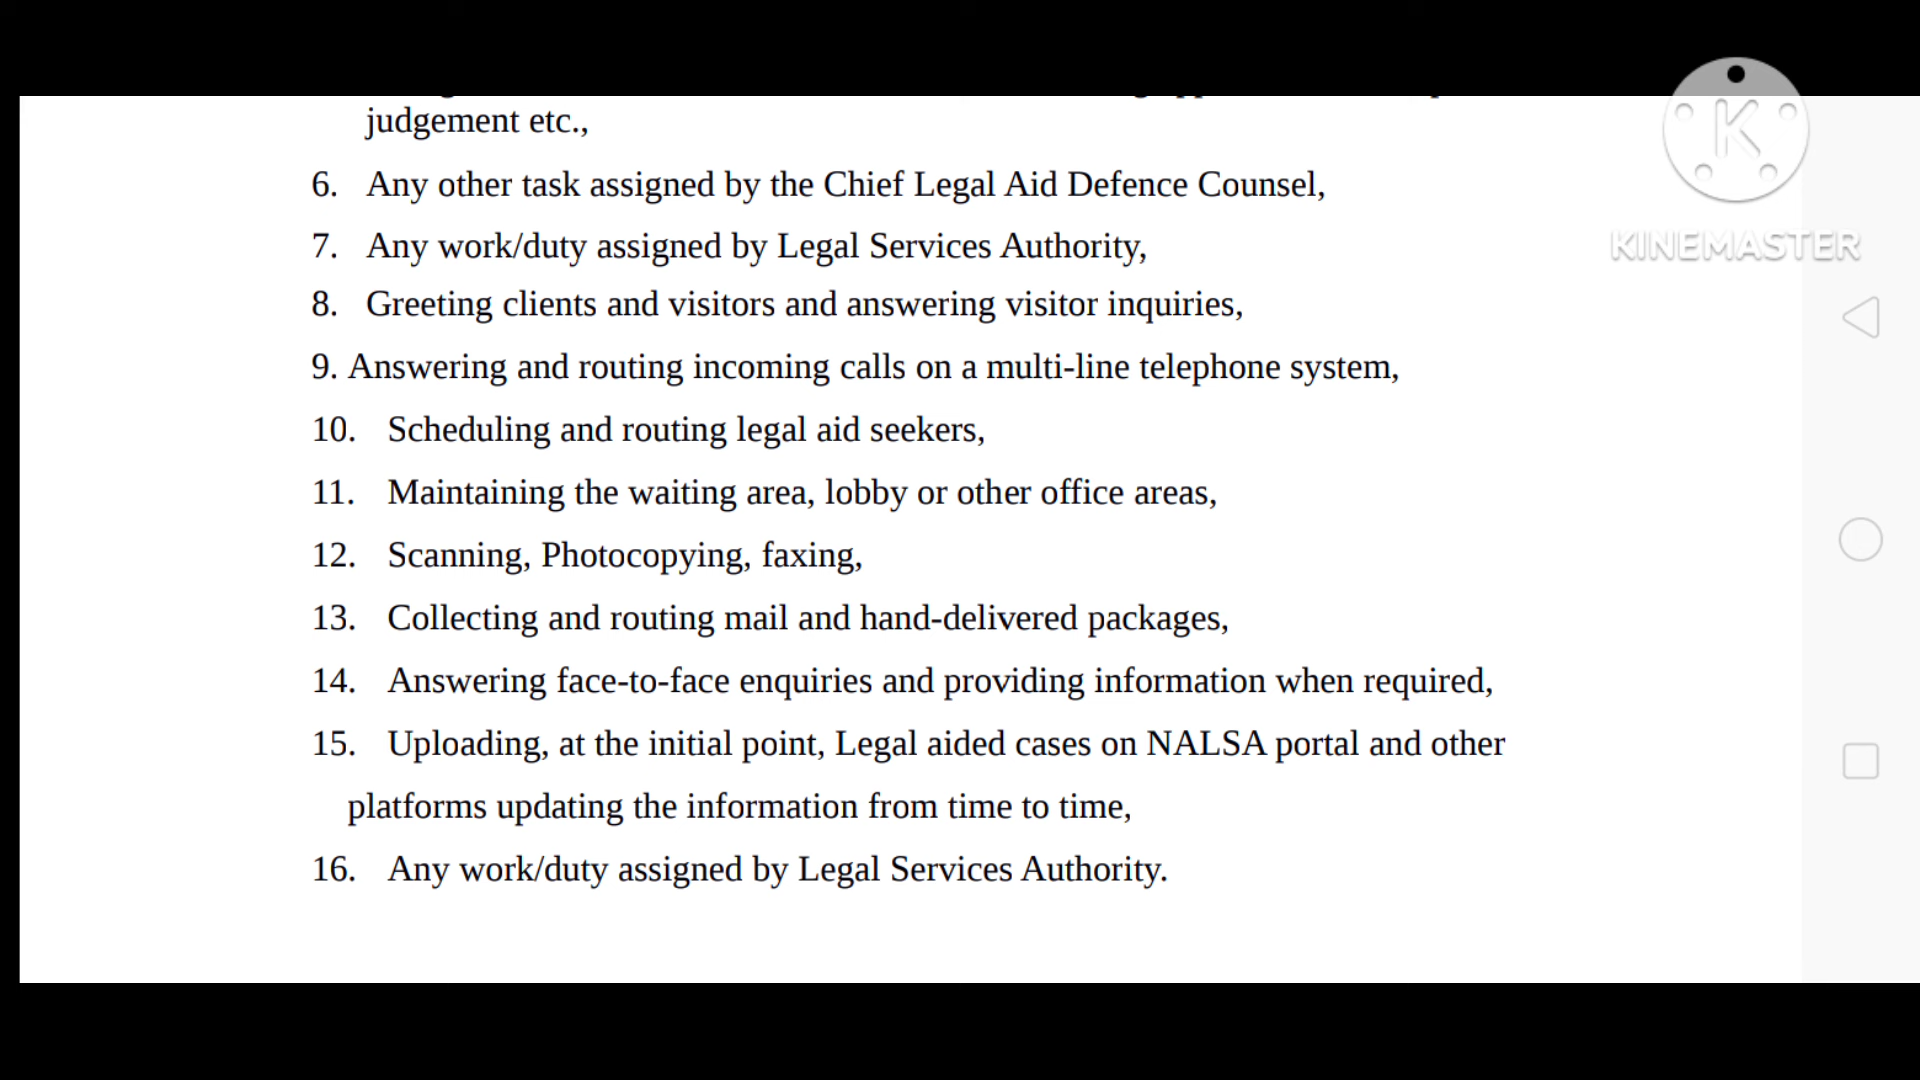 judgement etc.,
6. Any other task assigned by the Chief Legal Aid Defence Counsel,
7. Any work/duty assigned by Legal Services Authority,
8. Greeting clients and visitors and answering visitor inquiries,
9. Answering and routing incoming calls on a multi-line telephone system,
10. Scheduling and routing legal aid seekers,
11. Maintaining the waiting area, lobby or other office areas,
12. Scanning, Photocopying, faxing,
13. Collecting and routing mail and hand-delivered packages,
14. Answering face-to-face enquiries and providing information when required,
15. Uploading, at the initial point, Legal aided cases on NALSA portal and other
platforms updating the information from time to time,
16. Any work/duty assigned by Legal Services Authority.
K
KINEMASTER